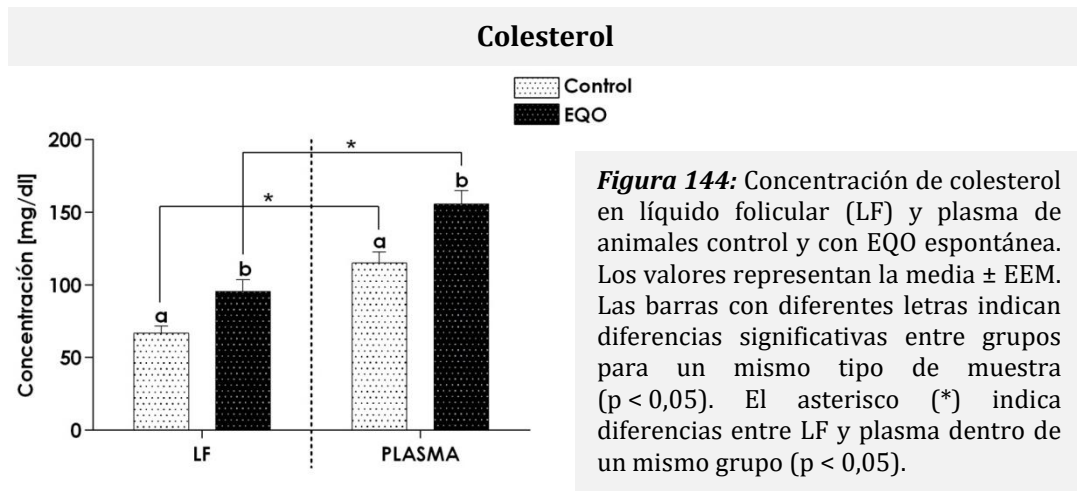 Colesterol
Control
EQO
200
150
100
50
0
Concentración [mg/dl]
*
*
a
b
a
b
LF
PLASMA
Figura 144: Concentración de colesterol
en líquido folicular (LF) y plasma de
animales control y con EQO espontánea.
Los valores representan la media ± EEM.
Las barras con diferentes letras indican
diferencias significativas entre grupos
para un mismo tipo de muestra
(p < 0,05). El asterisco (*) indica
diferencias entre LF y plasma dentro de
un mismo grupo (p < 0,05).